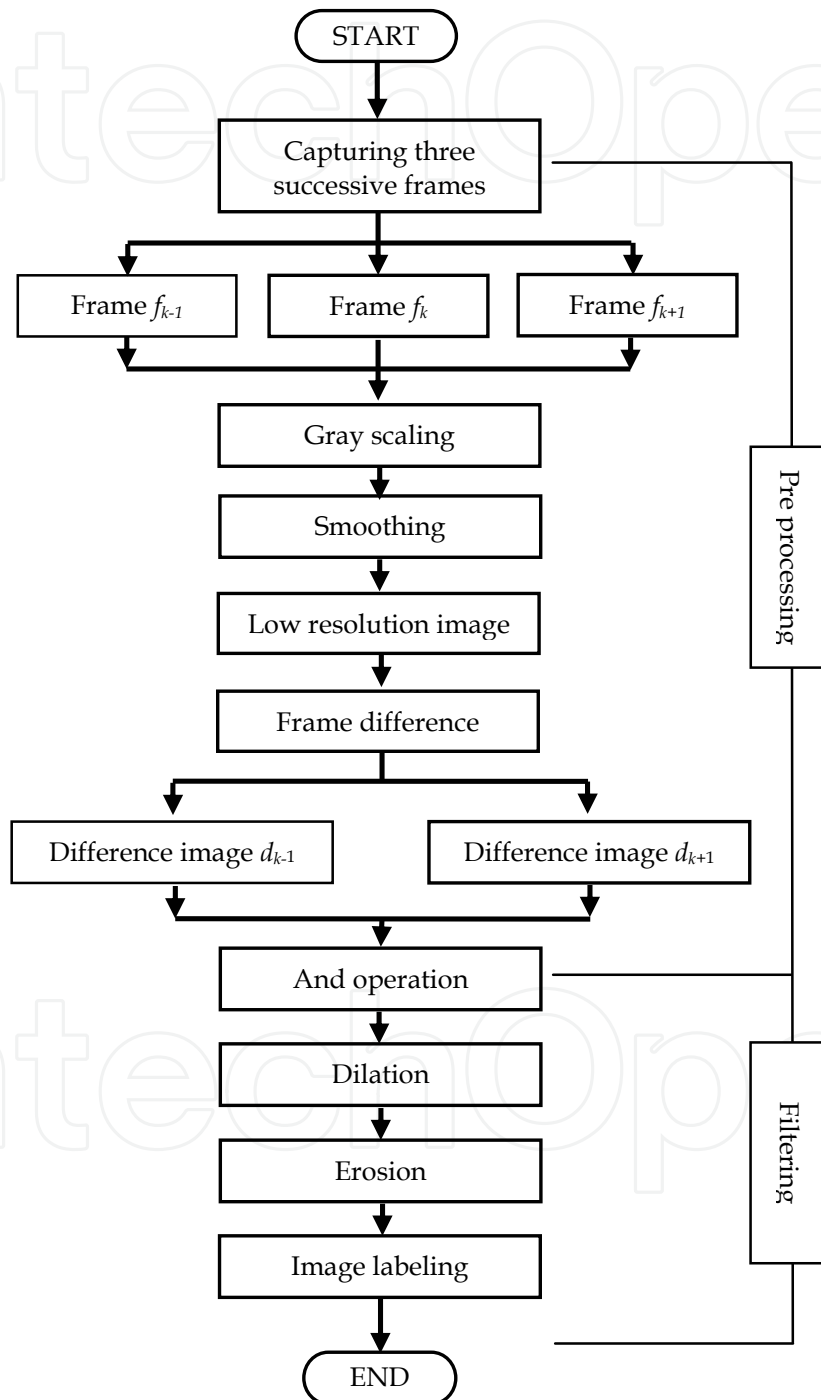 START
Capturing three
successive frames
Frame fk-1
Frame fk
Frame fk+1
Gray scaling
Smoothing
Low resolution image
Pre processing
Frame difference
Difference image dk-1
Difference image dk+1
And operation
Dilation
Erosion
Filtering
Image labeling
END